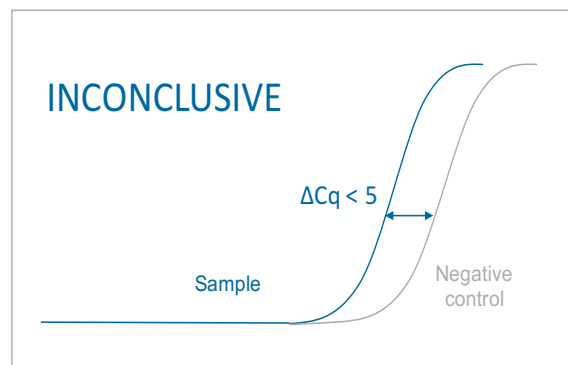 INCONCLUSIVE
ΔCq < 5
Sample
Negative
control